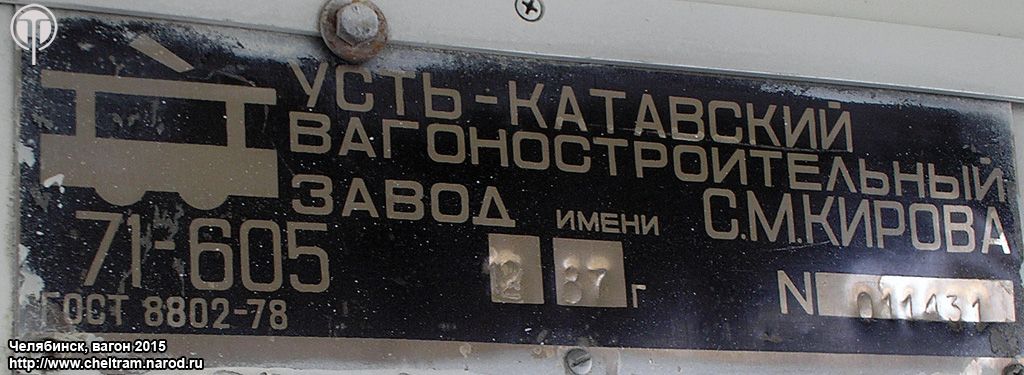 УСТЬ-КАТАВСКИЙ
ВАГОНОСТРОИТЕЛЬНЫЙ
ЗАВОД ИМЕНИ С.М.КИРОВА
71-605 12 87 г N 011431
ГОСТ 8802-78
Челябинск, вагон 2015
http://www.cheltram.narod.ru